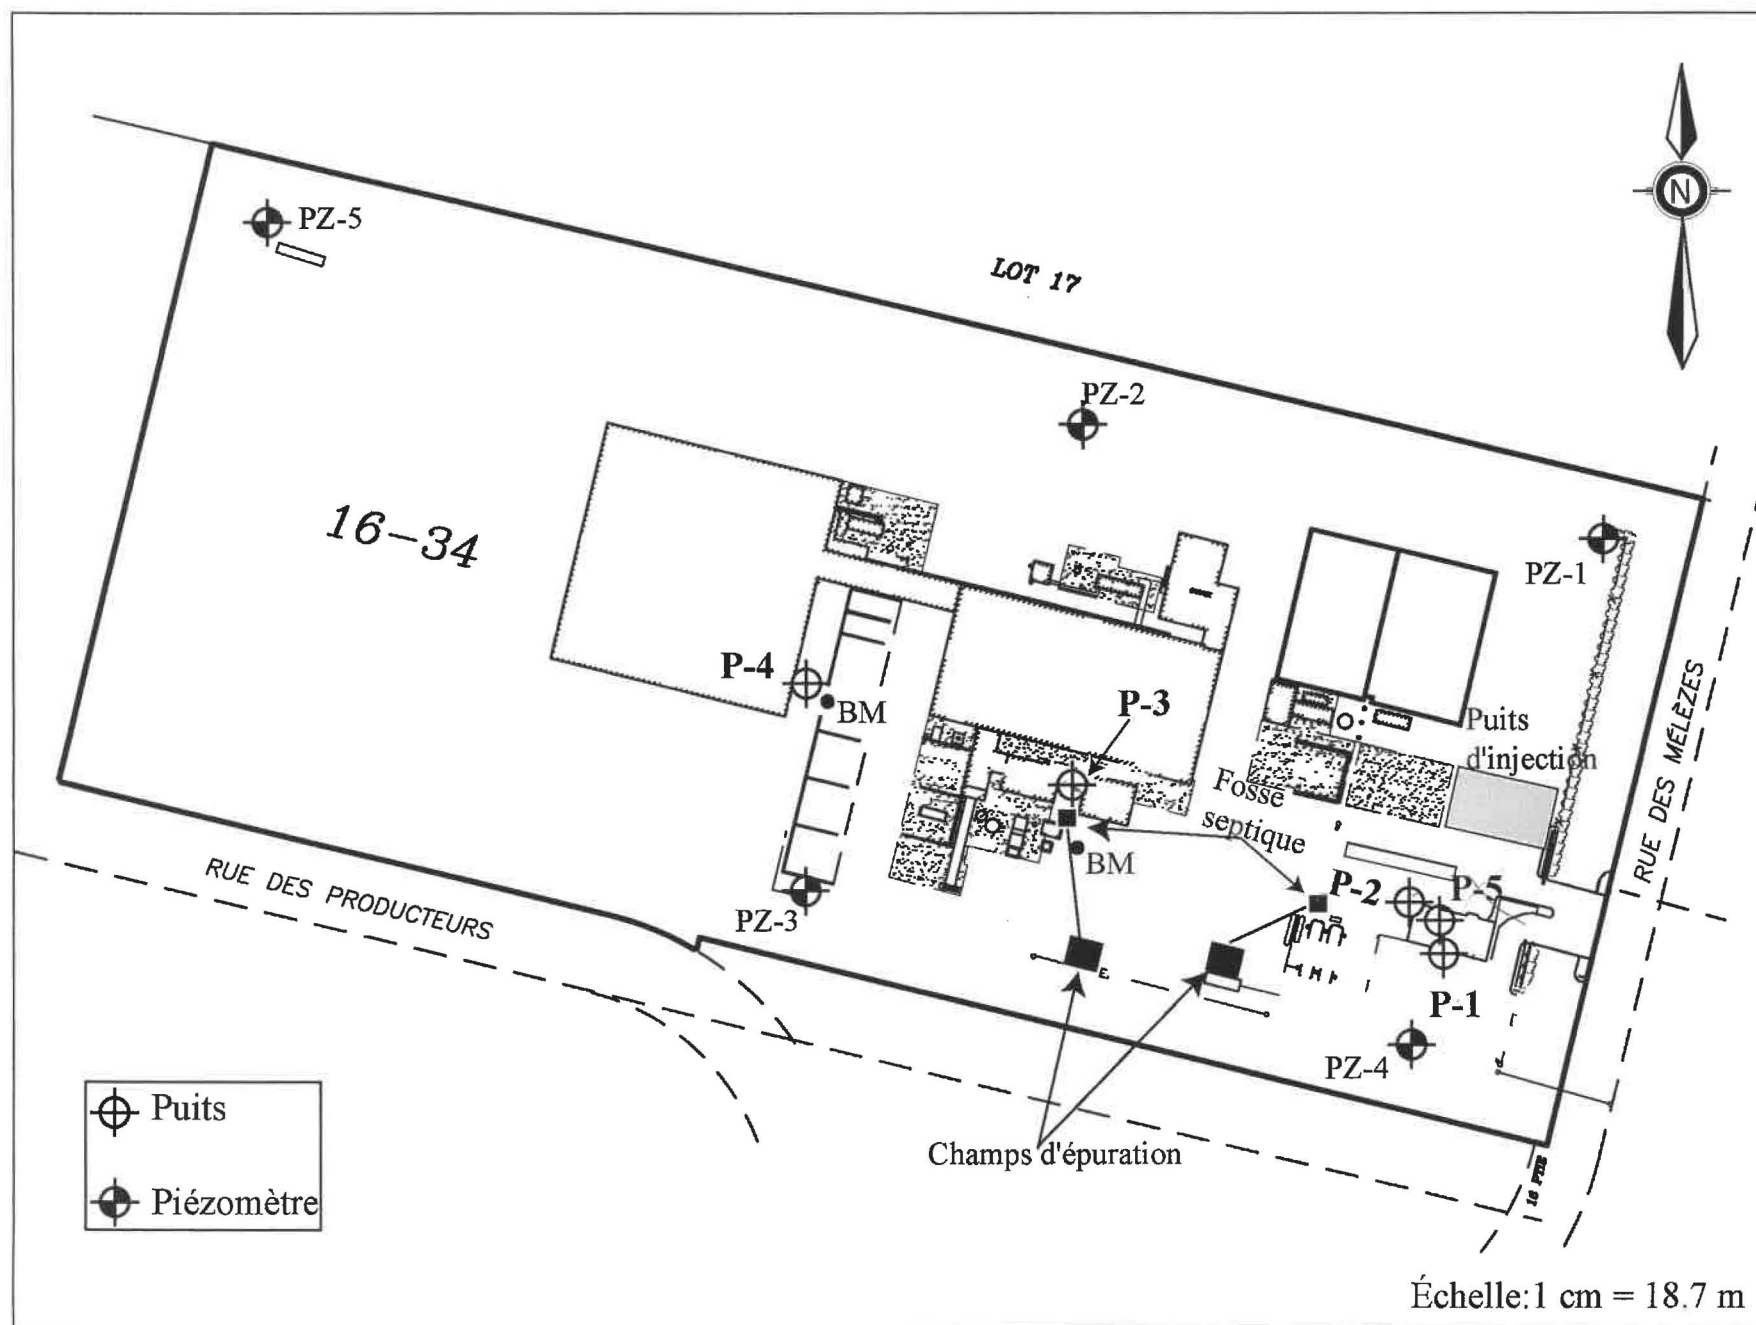 PZ-5
LOT 17
N
PZ-2
16-34
PZ-1
P-4
BM
P-3
Puits
d'injection
Fosse
septique
BM
RUE DES MÉLÈZES
P-2
P-5
RUE DES PRODUCTEURS
PZ-3
E.
P-1
PZ-4
Puits
Champs d'épuration
Piézomètre
16 PTIE
Échelle:1 cm = 18.7 m